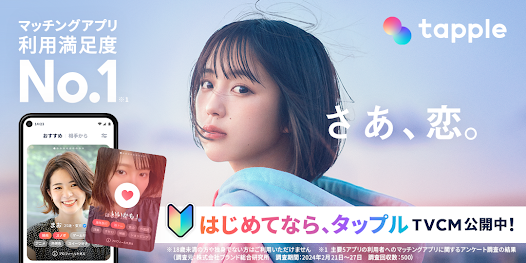 マッチングアプリ
利用満足度
No.1
※1
tapple
さあ、恋。
おすすめ
まお
はじめてなら、タップル TVCM公開中!
※18歳未満の方や独身でない方はご利用いただけません ※1 主要5アプリの利用者へのマッチングアプリに関するアンケート調査の結果
(調査元:株式会社ブランド総合研究所 調査期間:2024年2月21日〜27日 調査回収数:500)